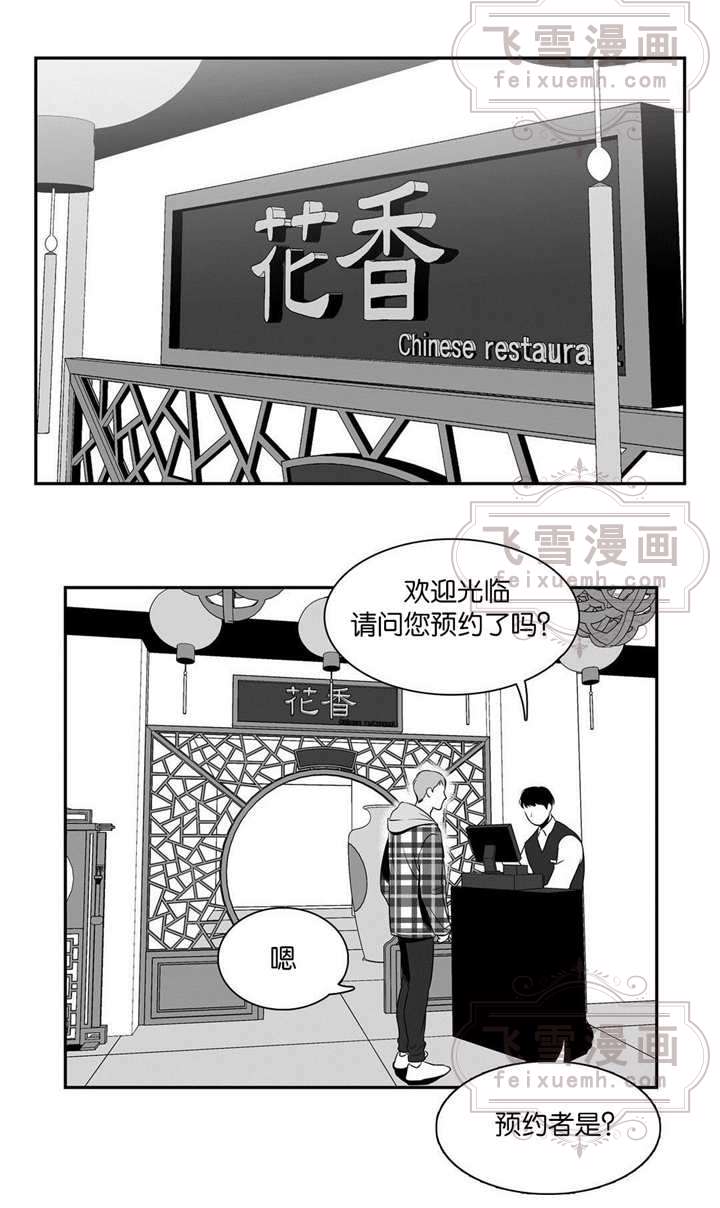 飞雪漫画
feixuemh.com
花香
Chinese restaura
飞雪漫画
feixuemh.com
欢迎光临
请问您预约了吗?
花香
Chinese restaurant
嗯
飞雪漫画
feixuemh.com
预约者是?